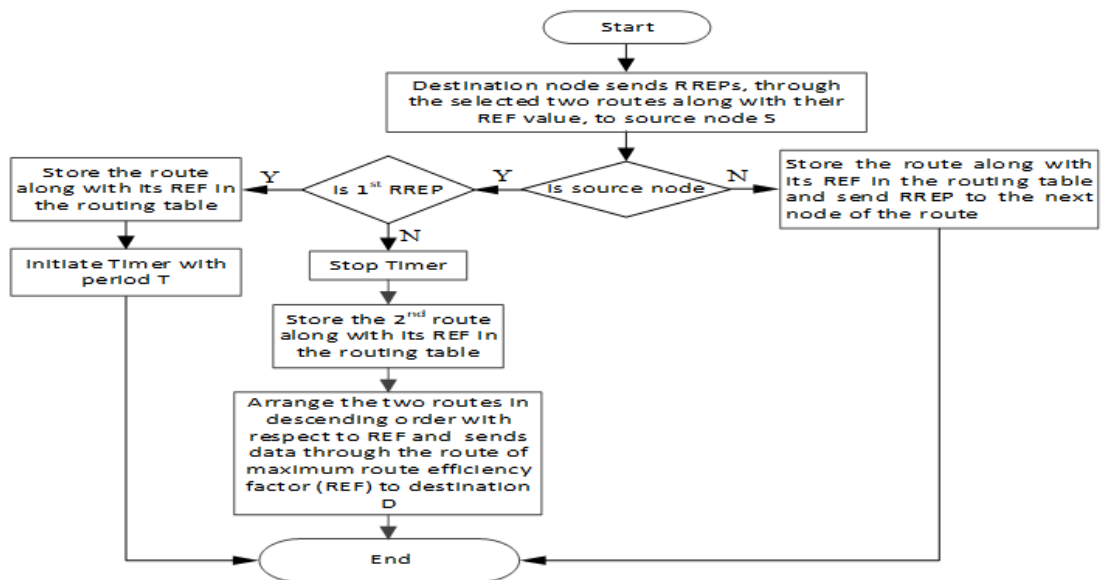 Start
Destination node sends RREPs, through
the selected two routes along with their
REF value, to source node S
Is source node
Y
N
Is 1st RREP
Y
N
Store the route
along with its REF in
the routing table
Initiate Timer with
period T
Store the route along with
its REF in the routing table
and send RREP to the next
node of the route
Stop Timer
Store the 2nd route
along with its REF in
the routing table
Arrange the two routes in
descending order with
respect to REF and sends
data through the route of
maximum route efficiency
factor (REF) to destination
D
End